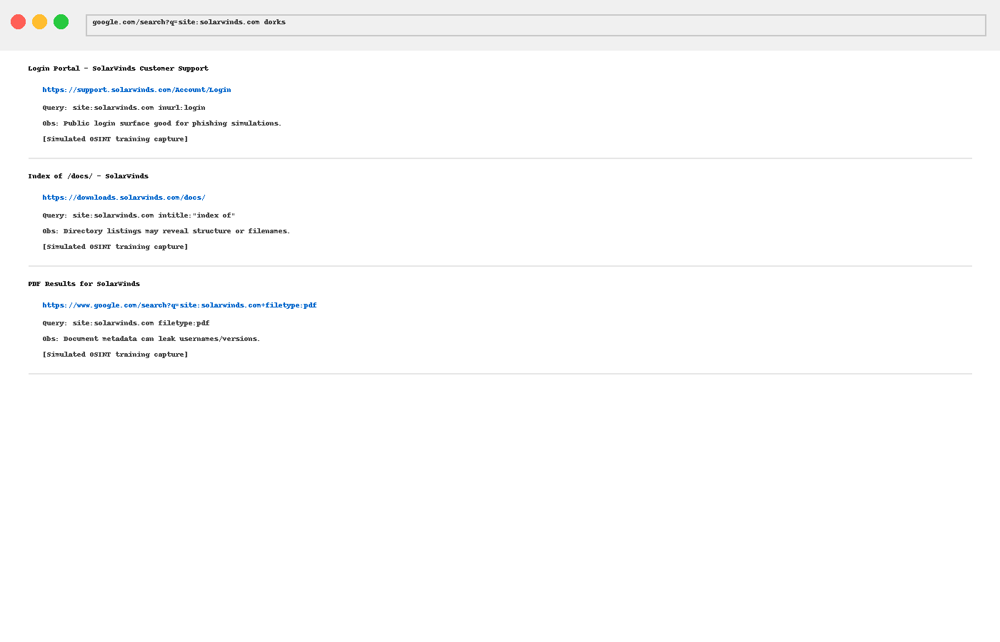 google.com/search?q=site:solarwinds.com dorks
Login Portal - SolarWinds Customer Support
https://support.solarwinds.com/Account/Login
Query: site:solarwinds.com inurl:login
Obs: Public login surface good for phishing simulations.
[Simulated OSINT training capture]
Index of /docs/ - SolarWinds
https://downloads.solarwinds.com/docs/
Query: site:solarwinds.com intitle:"index of"
Obs: Directory listings may reveal structure or filenames.
[Simulated OSINT training capture]
PDF Results for SolarWinds
https://www.google.com/search?q=site:solarwinds.com+filetype:pdf
Query: site:solarwinds.com filetype:pdf
Obs: Document metadata can leak usernames/versions.
[Simulated OSINT training capture]